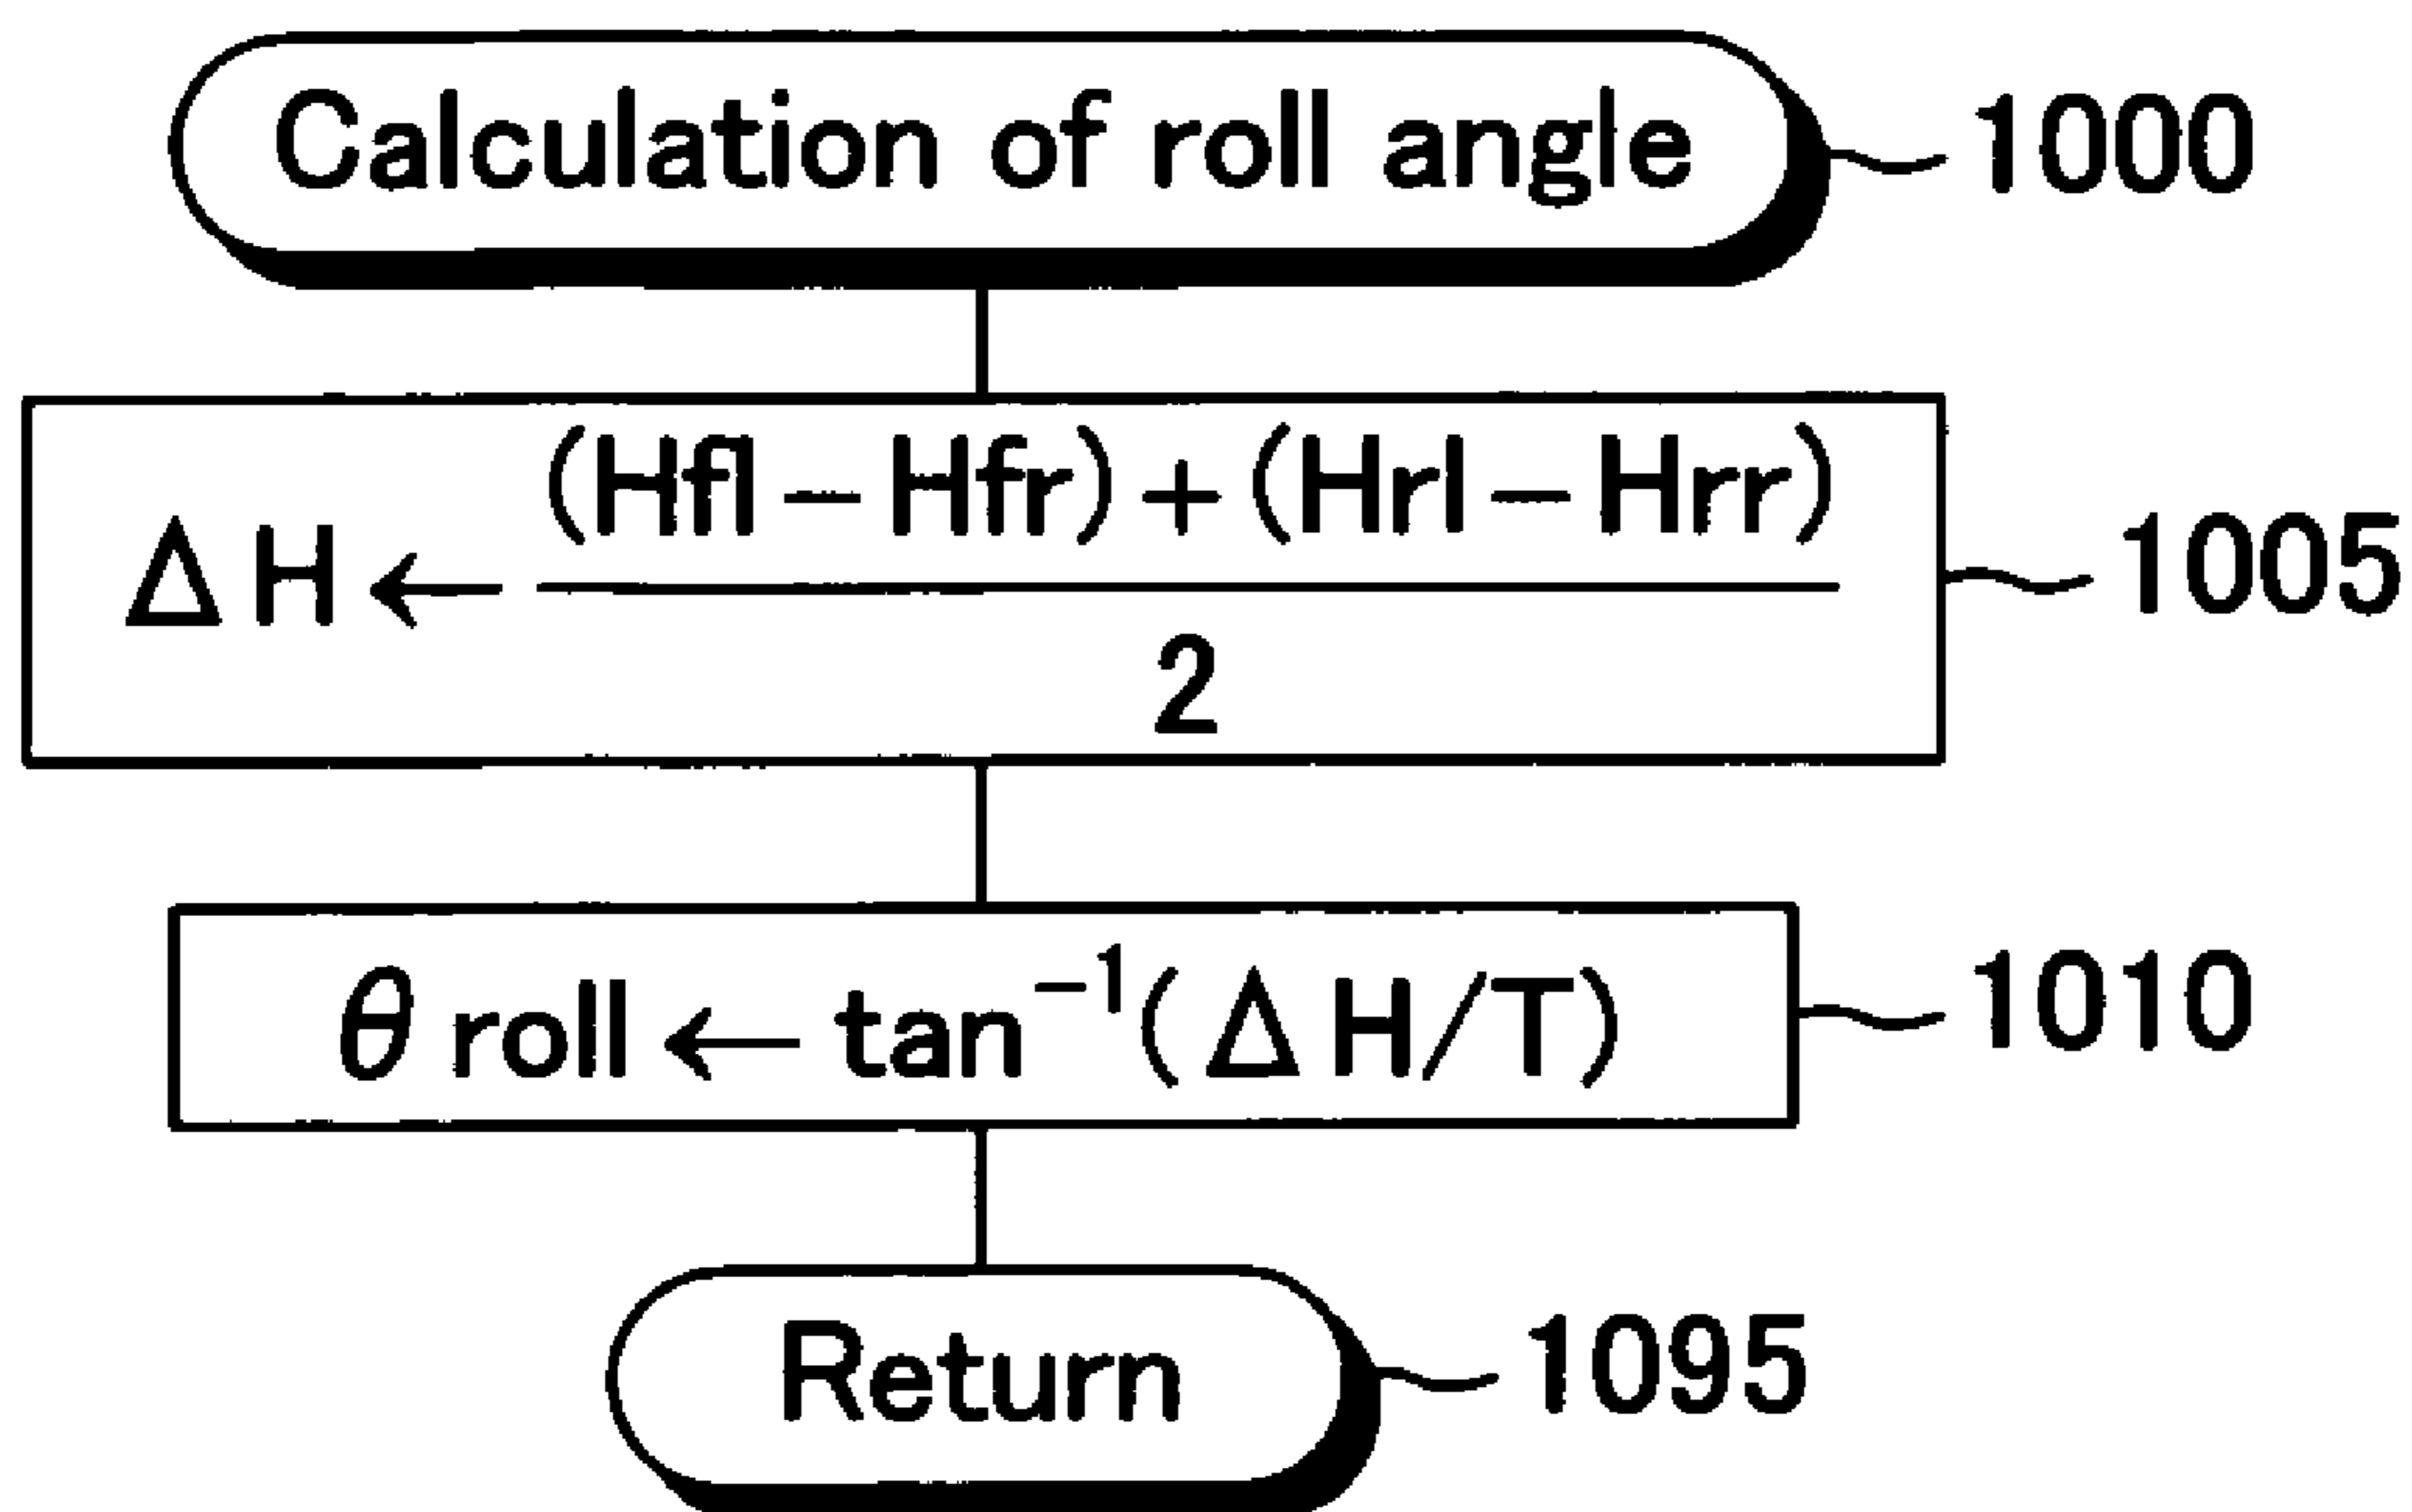 Calculation of roll angle
1000
(Hfl − Hfr) + (Hrl − Hrr)
ΔH ←
1005
2
θ roll ← tan⁻¹(ΔH/T)
1010
Return
1095